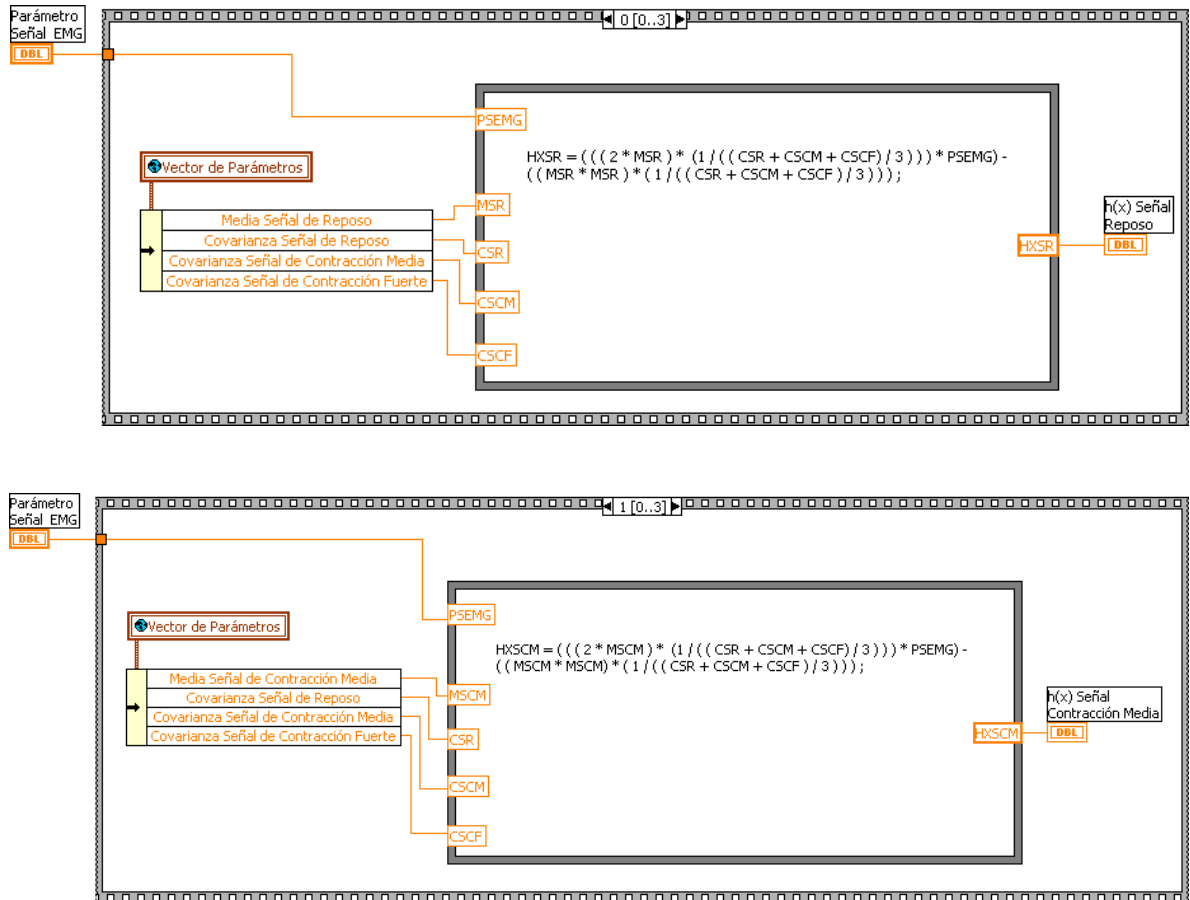 Parámetro
Señal EMG
DBL
0 [0..3]
PSEMG
HXSR = ( ( ( 2 * MSR ) * (1 / ( ( CSR + CSCM + CSCF) / 3 ) ) ) * PSEMG) -
( ( MSR * MSR ) * ( 1 / ( ( CSR + CSCM + CSCF ) / 3 ) ) ) ;
Vector de Parámetros
Media Señal de Reposo
Covarianza Señal de Reposo
Covarianza Señal de Contracción Media
Covarianza Señal de Contracción Fuerte
MSR
CSR
CSCM
CSCF
HXSR
h(x) Señal
Reposo
DBL
Parámetro
Señal EMG
DBL
1 [0..3]
PSEMG
HXSCM = ( ( ( 2 * MSCM ) * (1 / ( ( CSR + CSCM + CSCF) / 3 ) ) ) * PSEMG) -
( ( MSCM * MSCM) * ( 1 / ( ( CSR + CSCM + CSCF ) / 3 ) ) ) ;
Vector de Parámetros
Media Señal de Contracción Media
Covarianza Señal de Reposo
Covarianza Señal de Contracción Media
Covarianza Señal de Contracción Fuerte
MSCM
CSR
CSCM
CSCF
HXSCM
h(x) Señal
Contracción Media
DBL